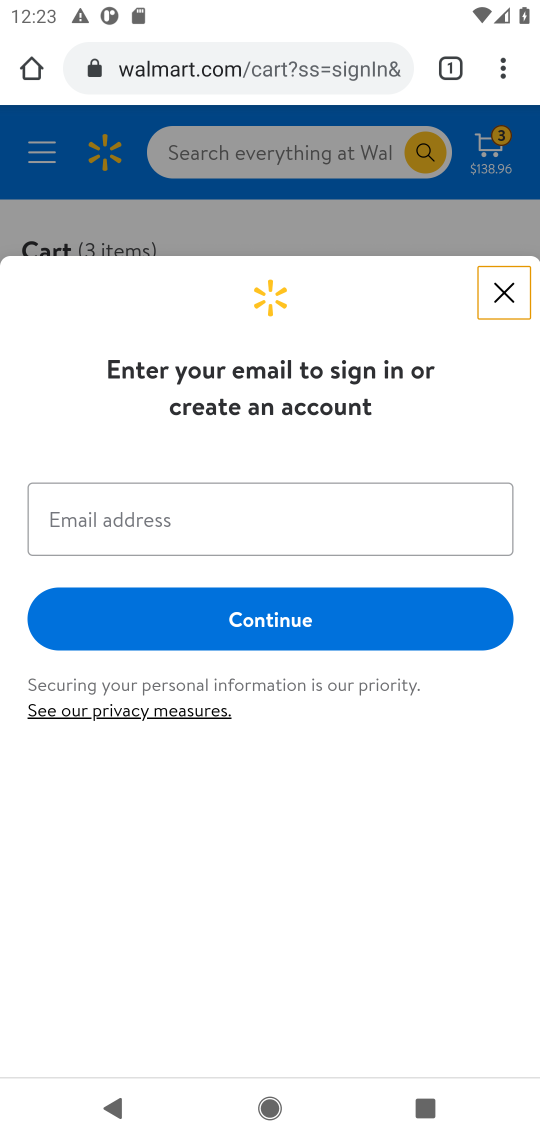 12:23
walmart.com/cart?ss=signIn&
1
Search everything at Wal
3
$138.96
Cart (3 items)
Enter your email to sign in or
create an account
Email address
Continue
Securing your personal information is our priority.
See our privacy measures.